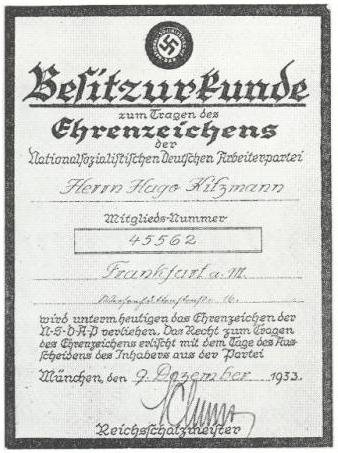 Besitzurkunde
zum Tragen des
Ehrenzeichens
der
Nationalsozialistischen Deutschen Arbeiterpartei
Herrn Hugo Kitzmann
Mitglieds-Nummer
45562
Frankfurt a. M.
16.
wird unterm heutigen das Ehrenzeichen der
N·S·D·A·P verliehen. Das Recht zum Tragen
des Ehrenzeichens erlischt mit dem Tage des Aus-
scheidens des Inhabers aus der Partei
München, den 9. Dezember 1933.
Reichsschatzmeister